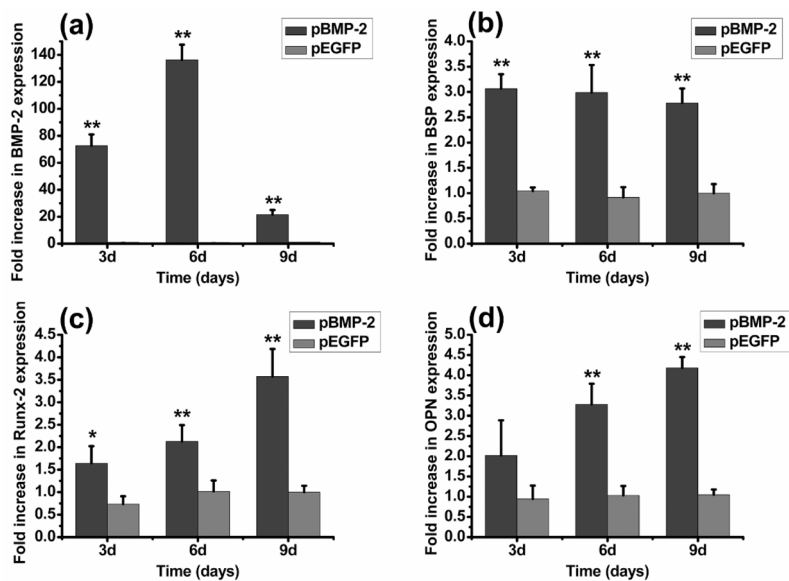 (a)
pBMP-2
pEGFP
Fold increase in BMP-2 expression
140
120
100
80
60
40
20
0
**
**
**
3d 6d 9d
Time (days)
(b)
pBMP-2
pEGFP
Fold increase in BSP expression
4.0
3.5
3.0
2.5
2.0
1.5
1.0
0.5
0.0
** ** **
3d 6d 9d
Time (days)
(c)
pBMP-2
pEGFP
Fold increase in Runx-2 expression
4.5
4.0
3.5
3.0
2.5
2.0
1.5
1.0
0.5
0.0
*
**
**
3d 6d 9d
Time (days)
(d)
pBMP-2
pEGFP
Fold increase in OPN expression
5.0
4.5
4.0
3.5
3.0
2.5
2.0
1.5
1.0
0.5
0.0
**
**
3d 6d 9d
Time (days)